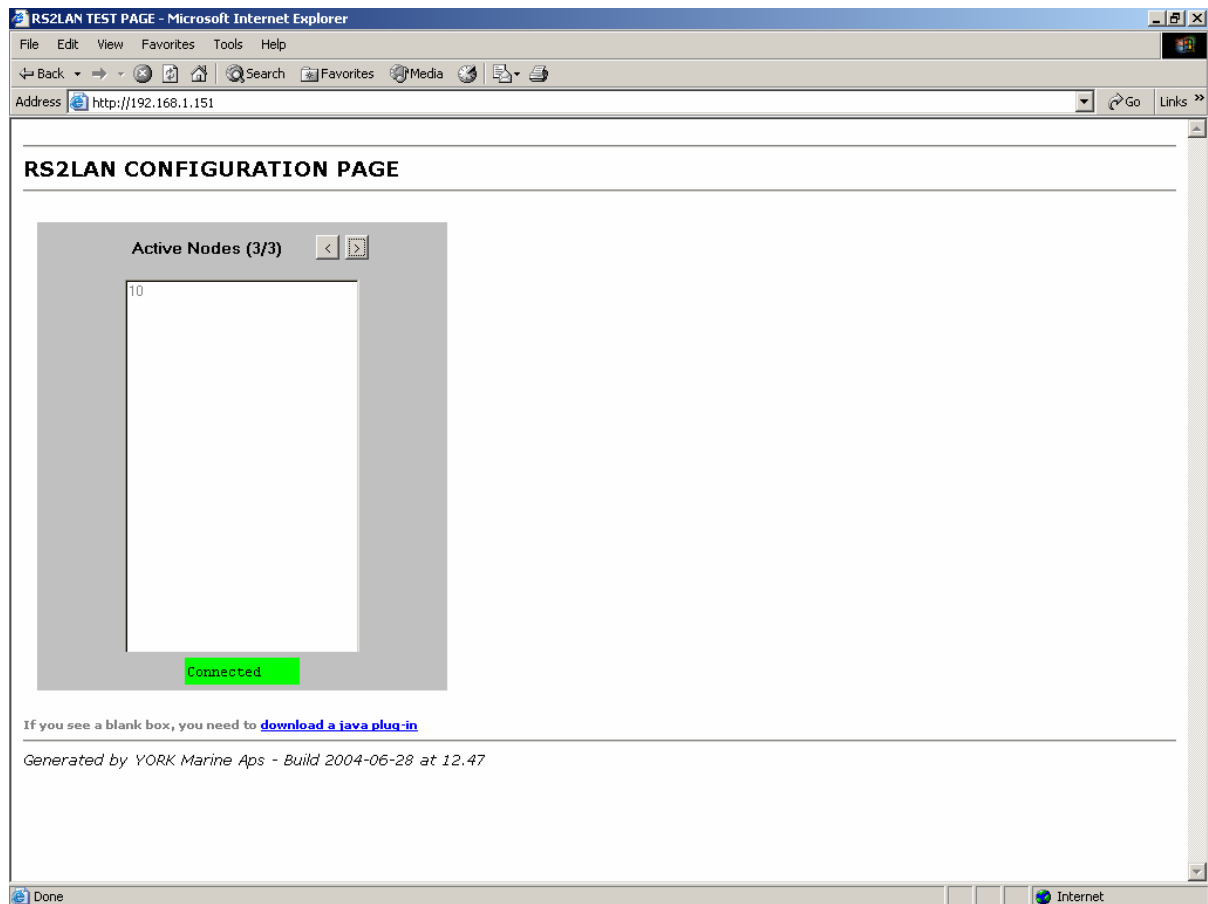 RS2LAN TEST PAGE - Microsoft Internet Explorer
File Edit View Favorites Tools Help
Back Search Favorites Media
Address http://192.168.1.151 Go Links »
RS2LAN CONFIGURATION PAGE
Active Nodes (3/3) < >
10
Connected
If you see a blank box, you need to download a java plug-in
Generated by YORK Marine Aps - Build 2004-06-28 at 12.47
Done Internet